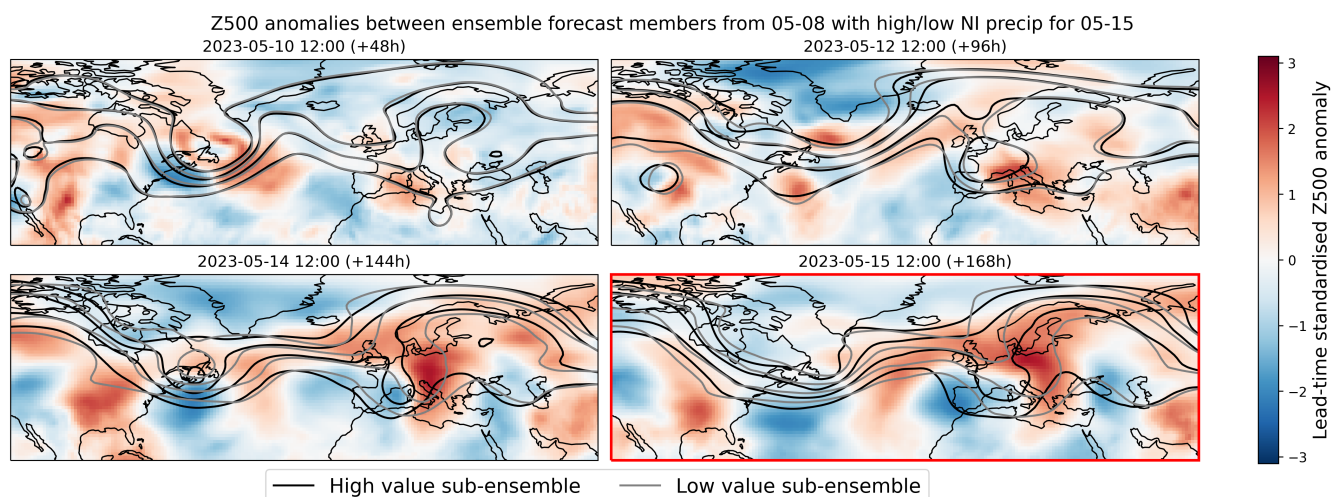 Z500 anomalies between ensemble forecast members from 05-08 with high/low NI precip for 05-15
2023-05-10 12:00 (+48h)
2023-05-12 12:00 (+96h)
2023-05-14 12:00 (+144h)
2023-05-15 12:00 (+168h)
3
2
1
0
−1
−2
−3
Lead-time standardised Z500 anomaly
High value sub-ensemble
Low value sub-ensemble